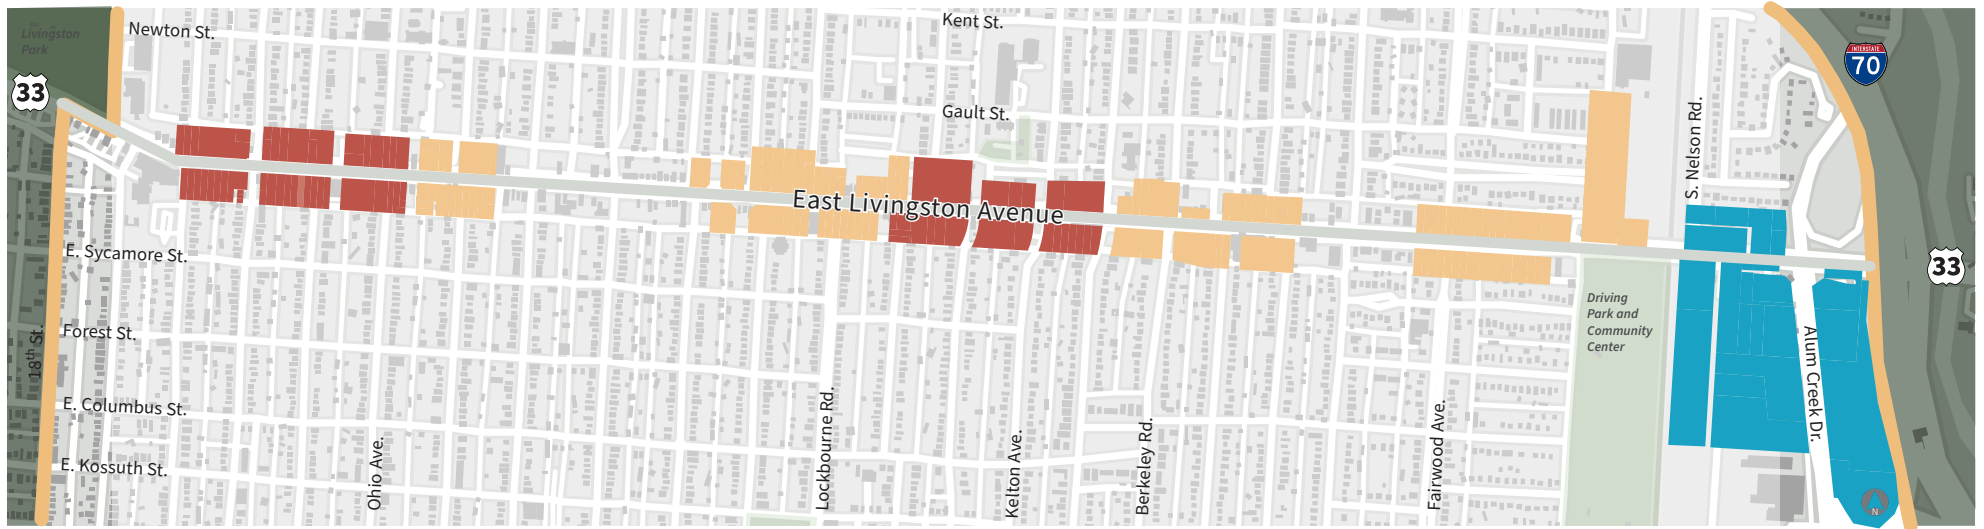 Livingston
Park
Newton St.
Kent St.
INTERSTATE
70
33
Gault St.
S. Nelson Rd.
East Livingston Avenue
E. Sycamore St.
33
Driving
Park and
Community
Center
18th St.
Forest St.
Alum Creek Dr.
E. Columbus St.
Lockbourne Rd.
Fairwood Ave.
Berkeley Rd.
Kelton Ave.
Ohio Ave.
E. Kossuth St.
N